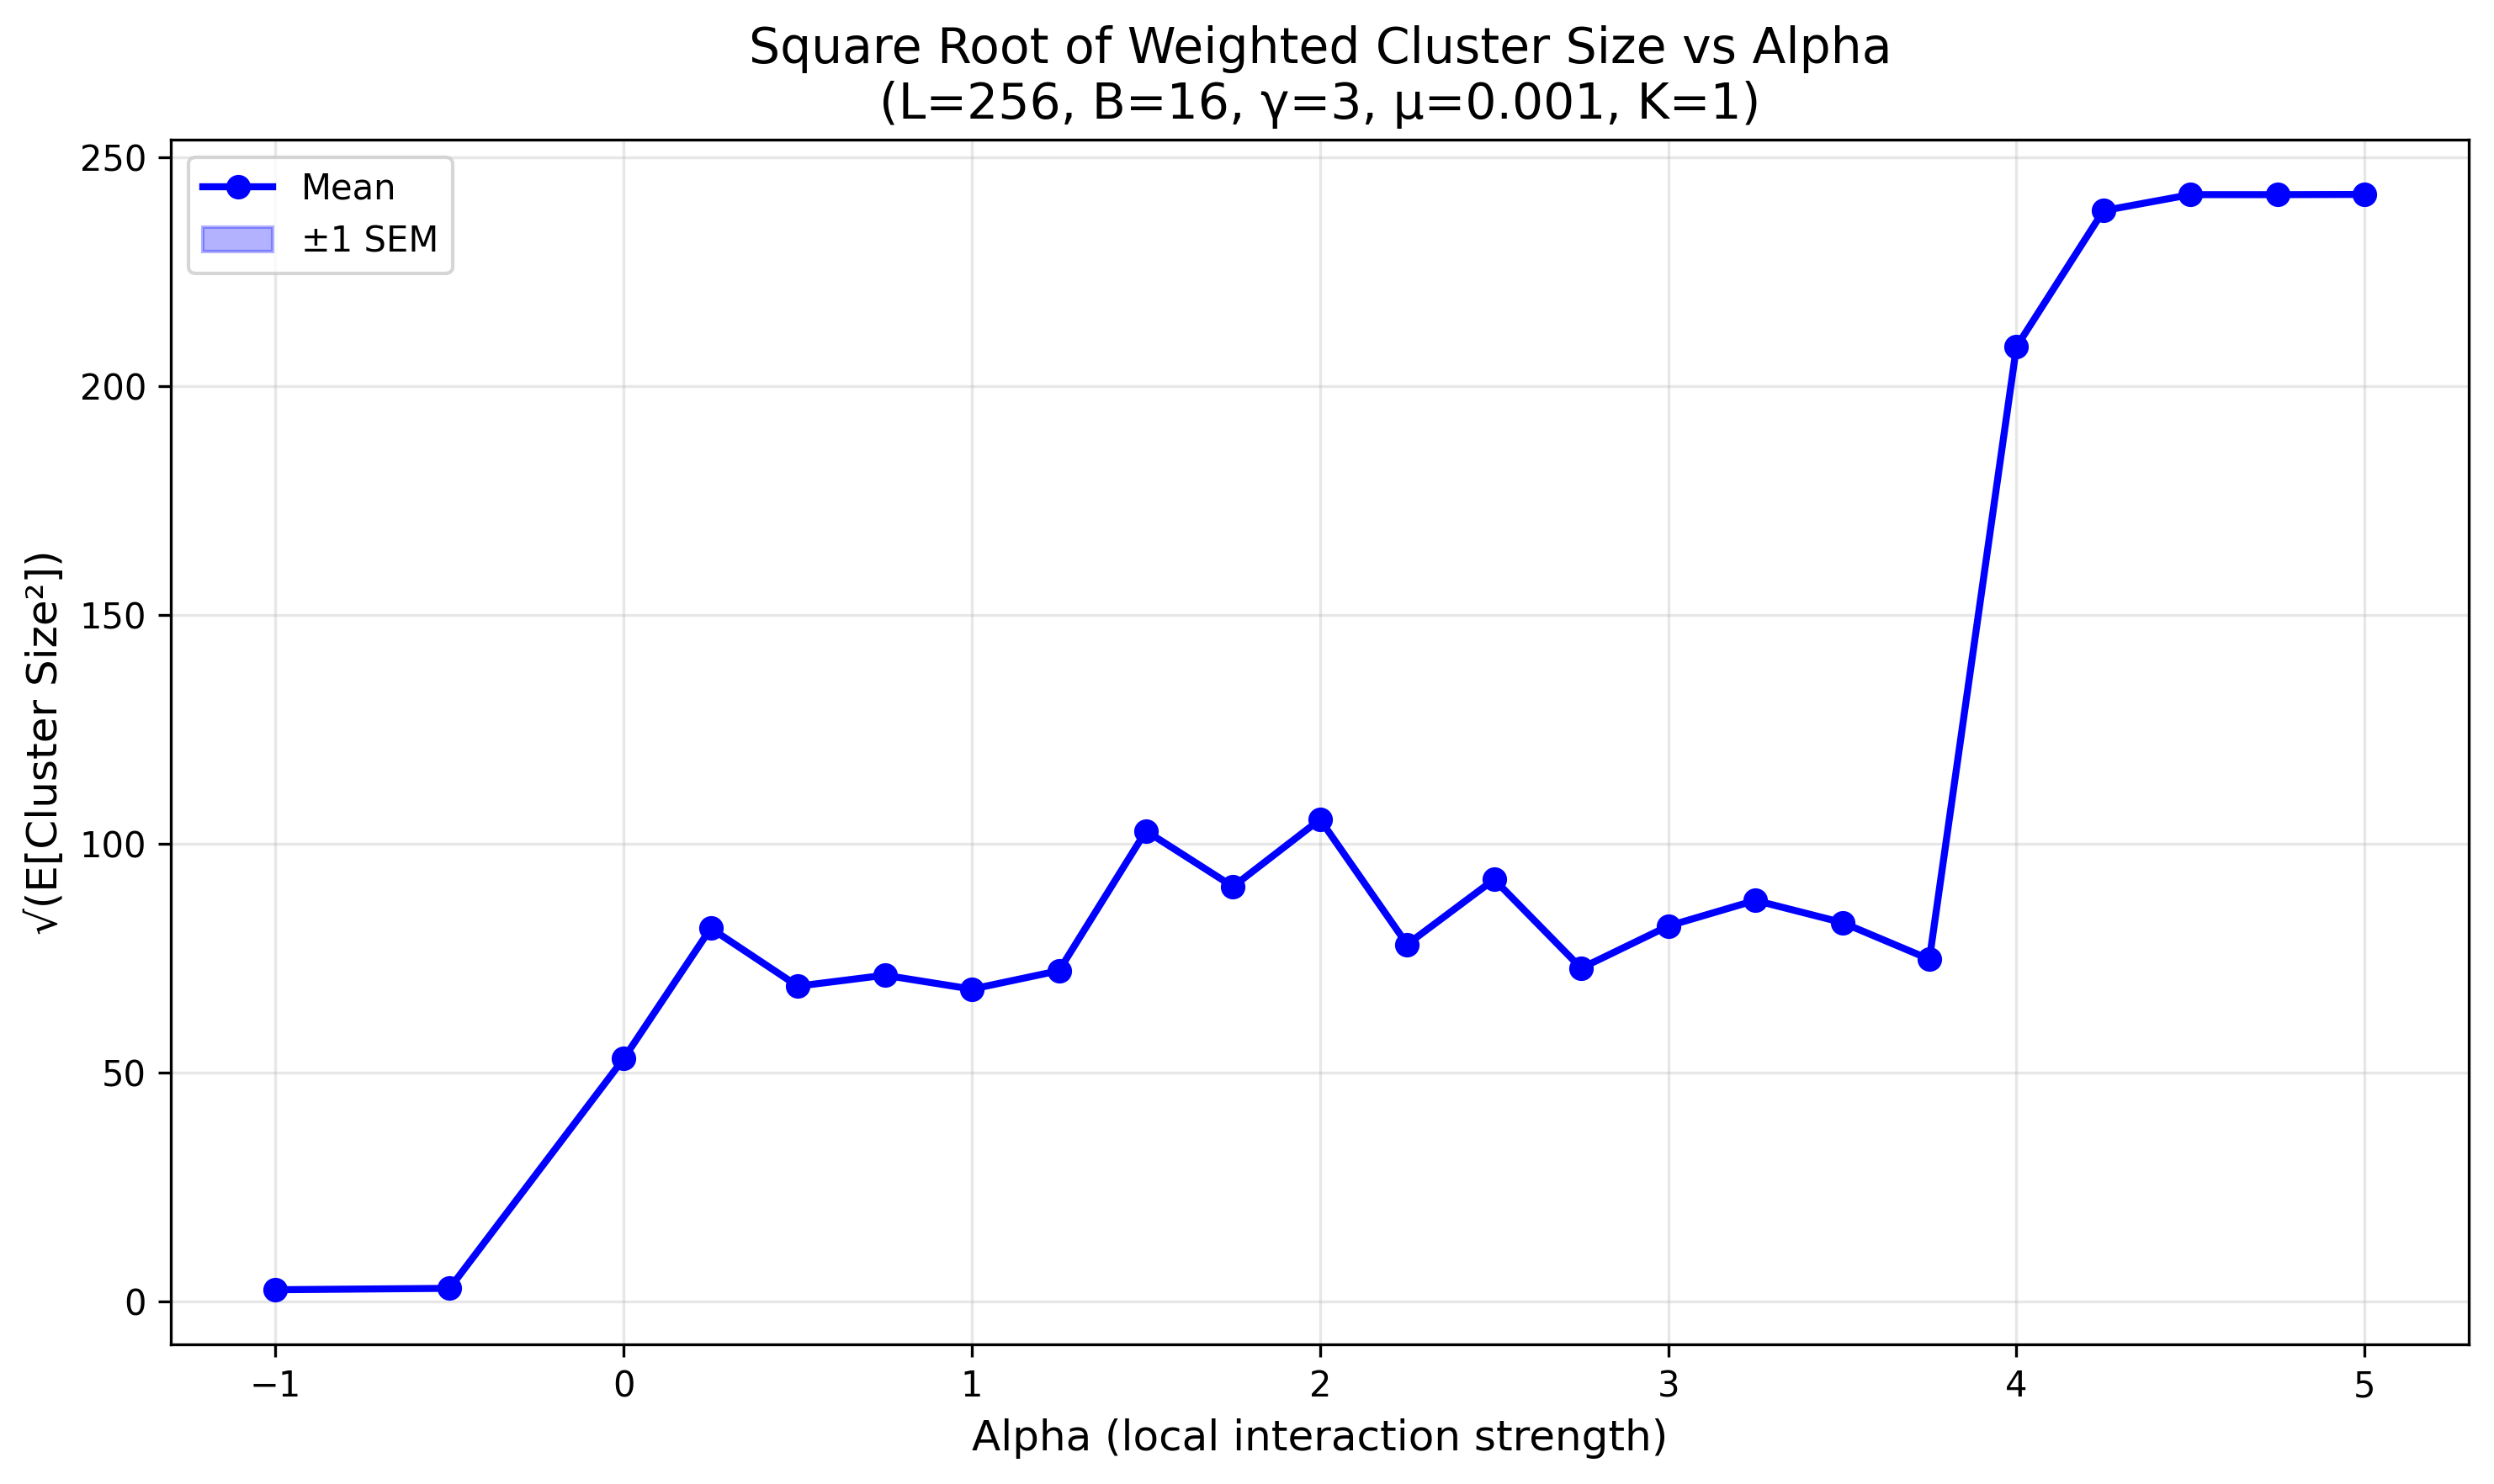 Square Root of Weighted Cluster Size vs Alpha
(L=256, B=16, γ=3, μ=0.001, K=1)
Mean
±1 SEM
√(E[Cluster Size²])
250
200
150
100
50
0
−1
0
1
2
3
4
5
Alpha (local interaction strength)